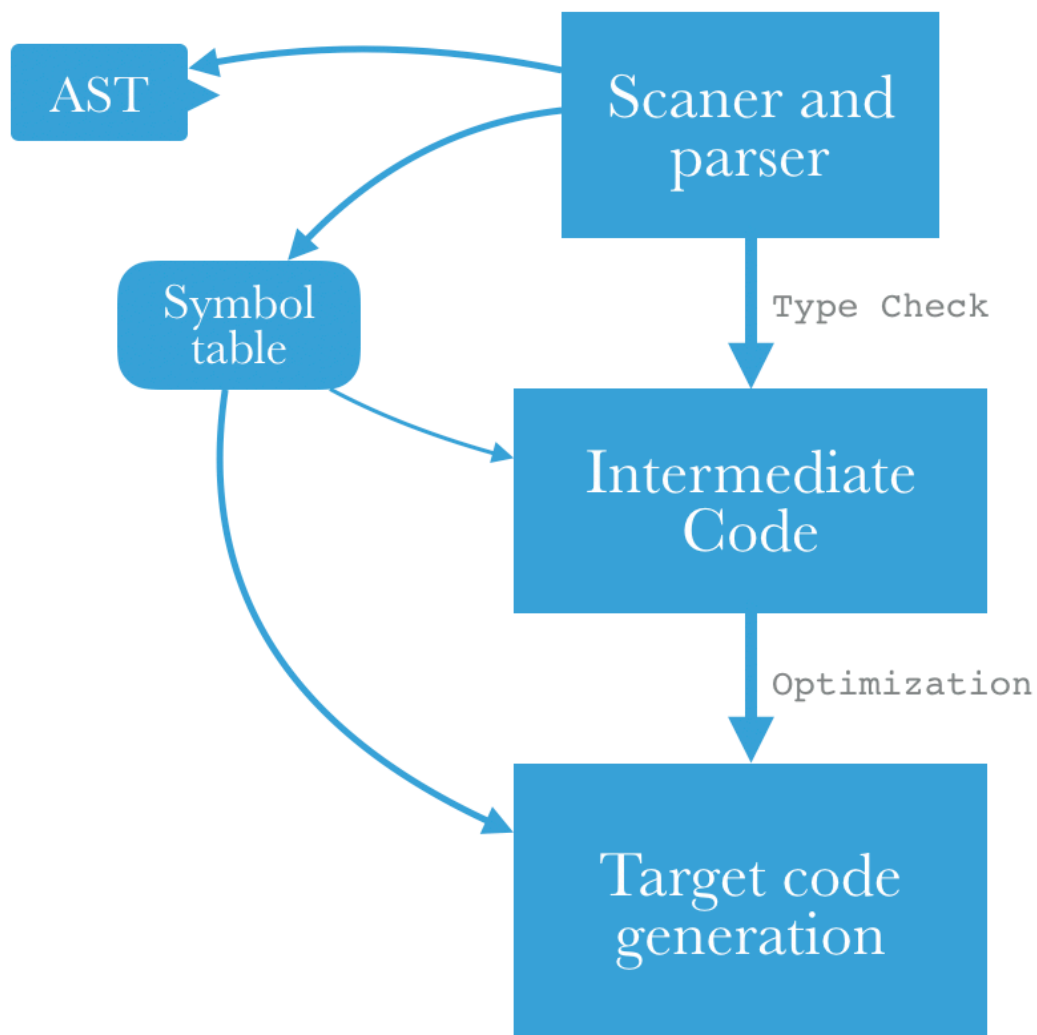 AST
Scaner and
parser
Symbol
table
Type Check
Intermediate
Code
Optimization
Target code
generation